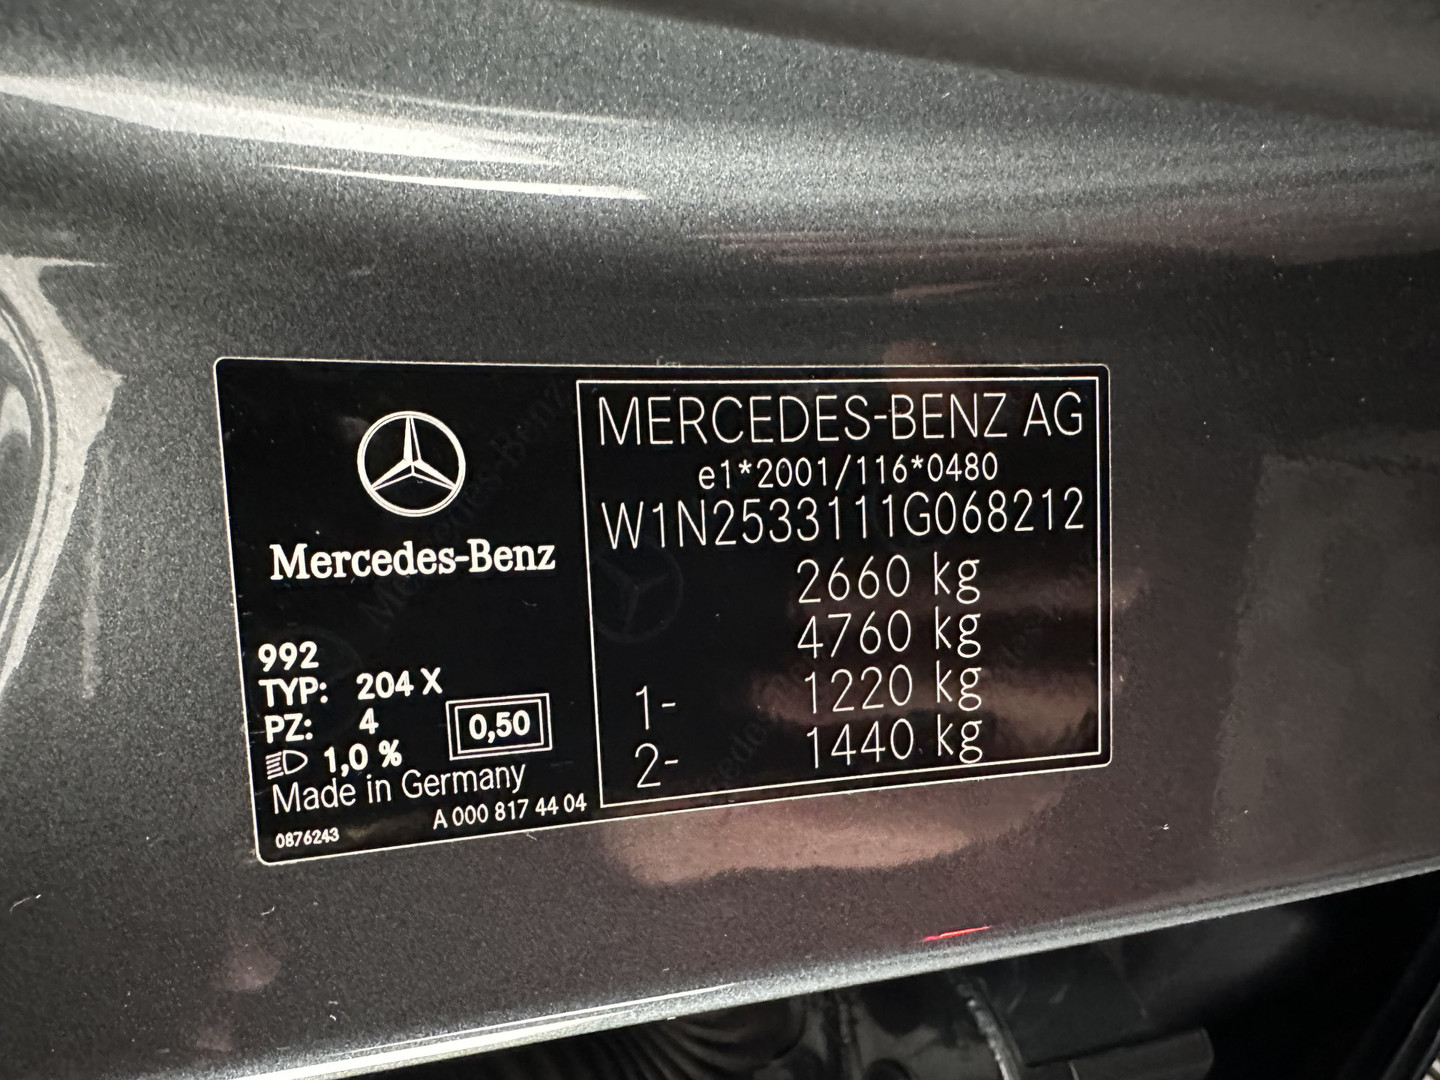 Mercedes-Benz
992
TYP: 204 X
PZ: 4
1,0 %
0,50
Made in Germany
0876243
A 000 817 44 04
MERCEDES-BENZ AG
e1*2001/116*0480
W1N2533111G068212
2660 kg
4760 kg
1- 1220 kg
2- 1440 kg